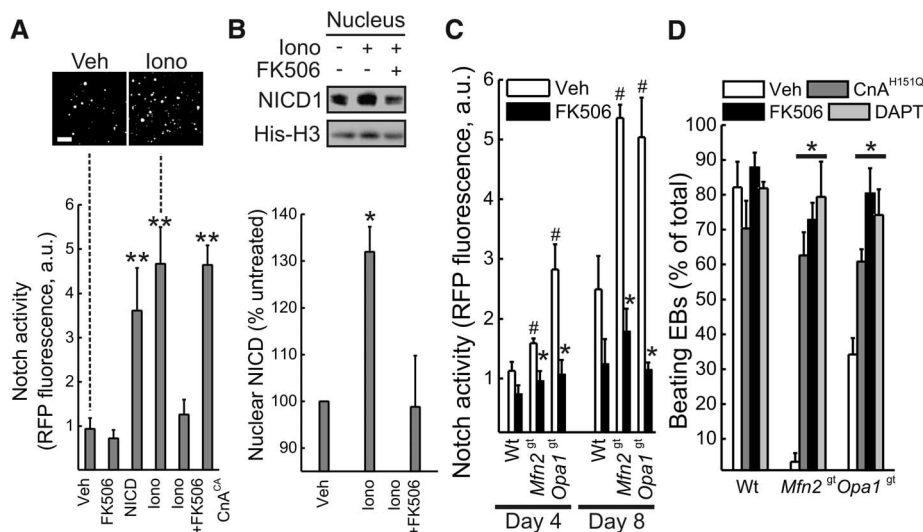 A
Veh Iono
Notch activity
(RFP fluorescence, a.u.)
5
4
3
2
1
**
**
**
Veh
FK506
NICD
Iono
Iono
+FK506
CnA^CA
B
Nucleus
Iono - + +
FK506 - - +
NICD1
His-H3
Nuclear NICD (% untreated)
140
130
120
110
100
90
*
Veh
Iono
Iono
+FK506
C
Notch activity (RFP fluorescence, a.u.)
Veh
FK506
6
5
4
3
2
1
# # # #
* * * *
Wt
Mfn2 gt
Opa1 gt
Wt
Mfn2 gt
Opa1 gt
Day 4 Day 8
D
Veh CnA^H151Q
FK506 DAPT
Beating EBs (% of total)
90
80
70
60
50
40
30
20
10
* *
Wt Mfn2 gt Opa1 gt